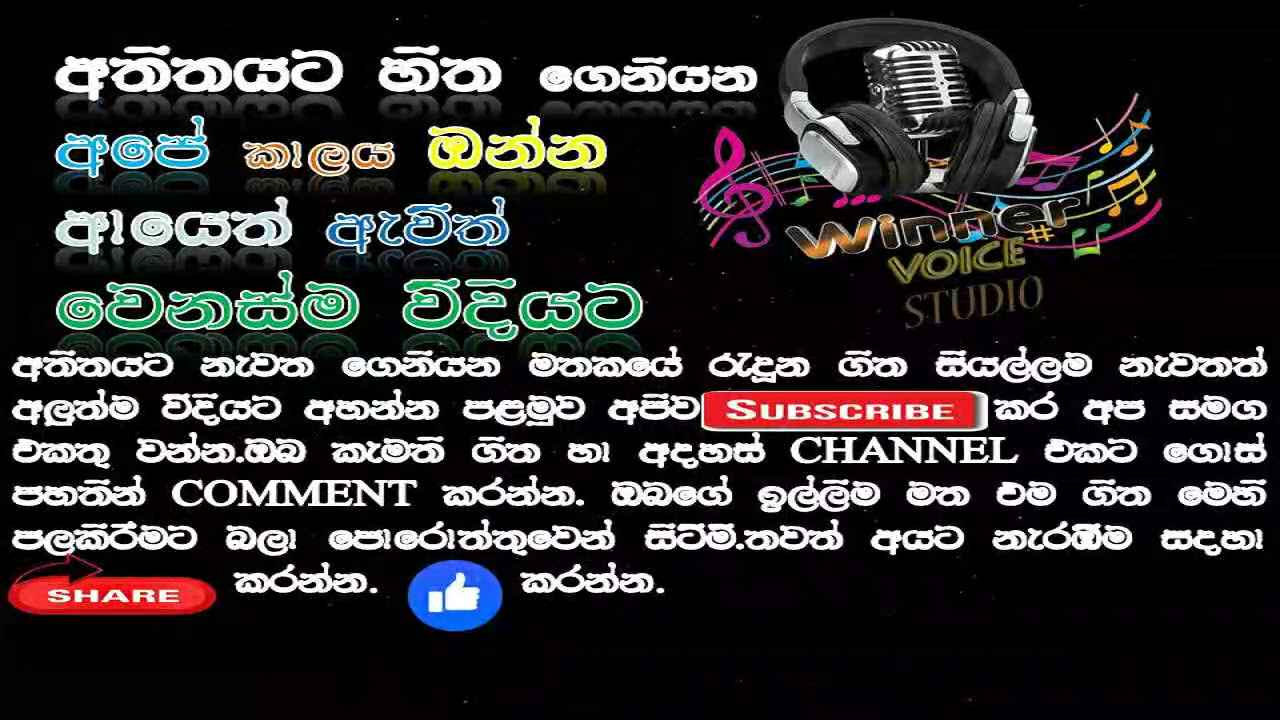 අතිතයට හිත ගෙනියන
අපේ කාලය ඔන්න
ආයෙත් ඇවිත්
වෙනස්ම විදියට
Winner
VOICE #
STUDIO
අතිතයට නැවත ගෙනියන මතකයේ රැඳූන ගිත සියල්ලම නැවතත්
අලුත්ම විදියට අහන්න පළමුව අපිව SUBSCRIBE කර අප සමග
එකතු වන්න.ඔබ කැමති ගිත හා අදහස් CHANNEL එකට ගොස්
පහතින් COMMENT කරන්න. ඔබගේ ඉල්ලිම මත එම ගිත මෙහි
පලකිරීමට බලා පොරොත්තුවෙන් සිටිමි.තවත් අයට නැරඹීම සදහා
SHARE කරන්න. කරන්න.